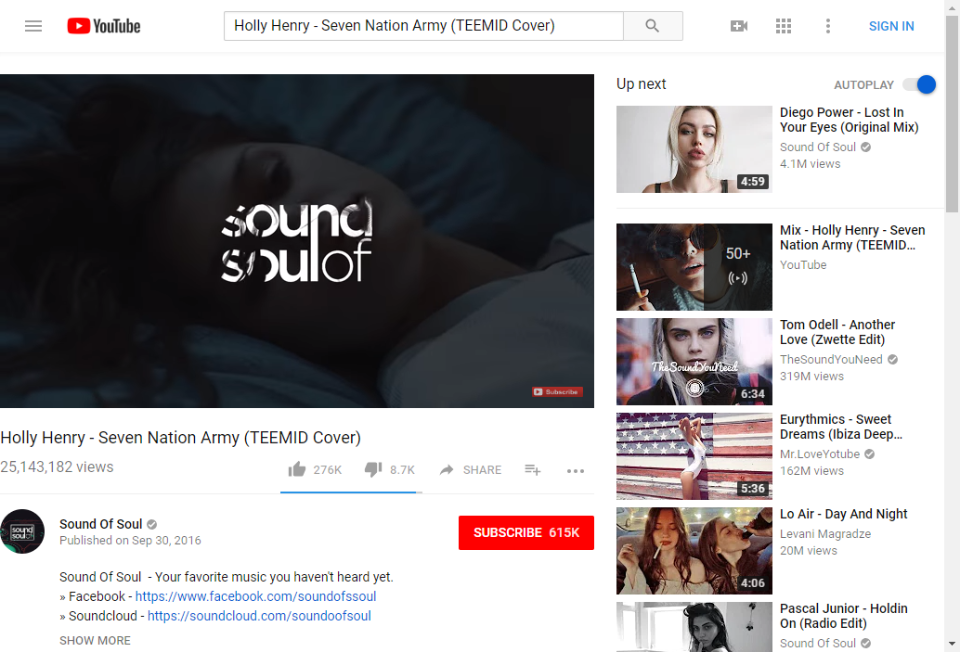 YouTube
Holly Henry - Seven Nation Army (TEEMID Cover)
SIGN IN
sound
soulof
Subscribe
Holly Henry - Seven Nation Army (TEEMID Cover)
25,143,182 views
276K
8.7K
SHARE
sound
soulof
Sound Of Soul
Published on Sep 30, 2016
SUBSCRIBE 615K
Sound Of Soul - Your favorite music you haven't heard yet.
» Facebook - https://www.facebook.com/soundofssoul
» Soundcloud - https://soundcloud.com/soundoofsoul
SHOW MORE
Up next
AUTOPLAY
4:59
Diego Power - Lost In
Your Eyes (Original Mix)
Sound Of Soul
4.1M views
50+
Mix - Holly Henry - Seven
Nation Army (TEEMID...
YouTube
TheSoundYouNeed
6:34
Tom Odell - Another
Love (Zwette Edit)
TheSoundYouNeed
319M views
5:36
Eurythmics - Sweet
Dreams (Ibiza Deep...
Mr.LoveYotube
162M views
4:06
Lo Air - Day And Night
Levani Magradze
20M views
Pascal Junior - Holdin
On (Radio Edit)
Sound Of Soul